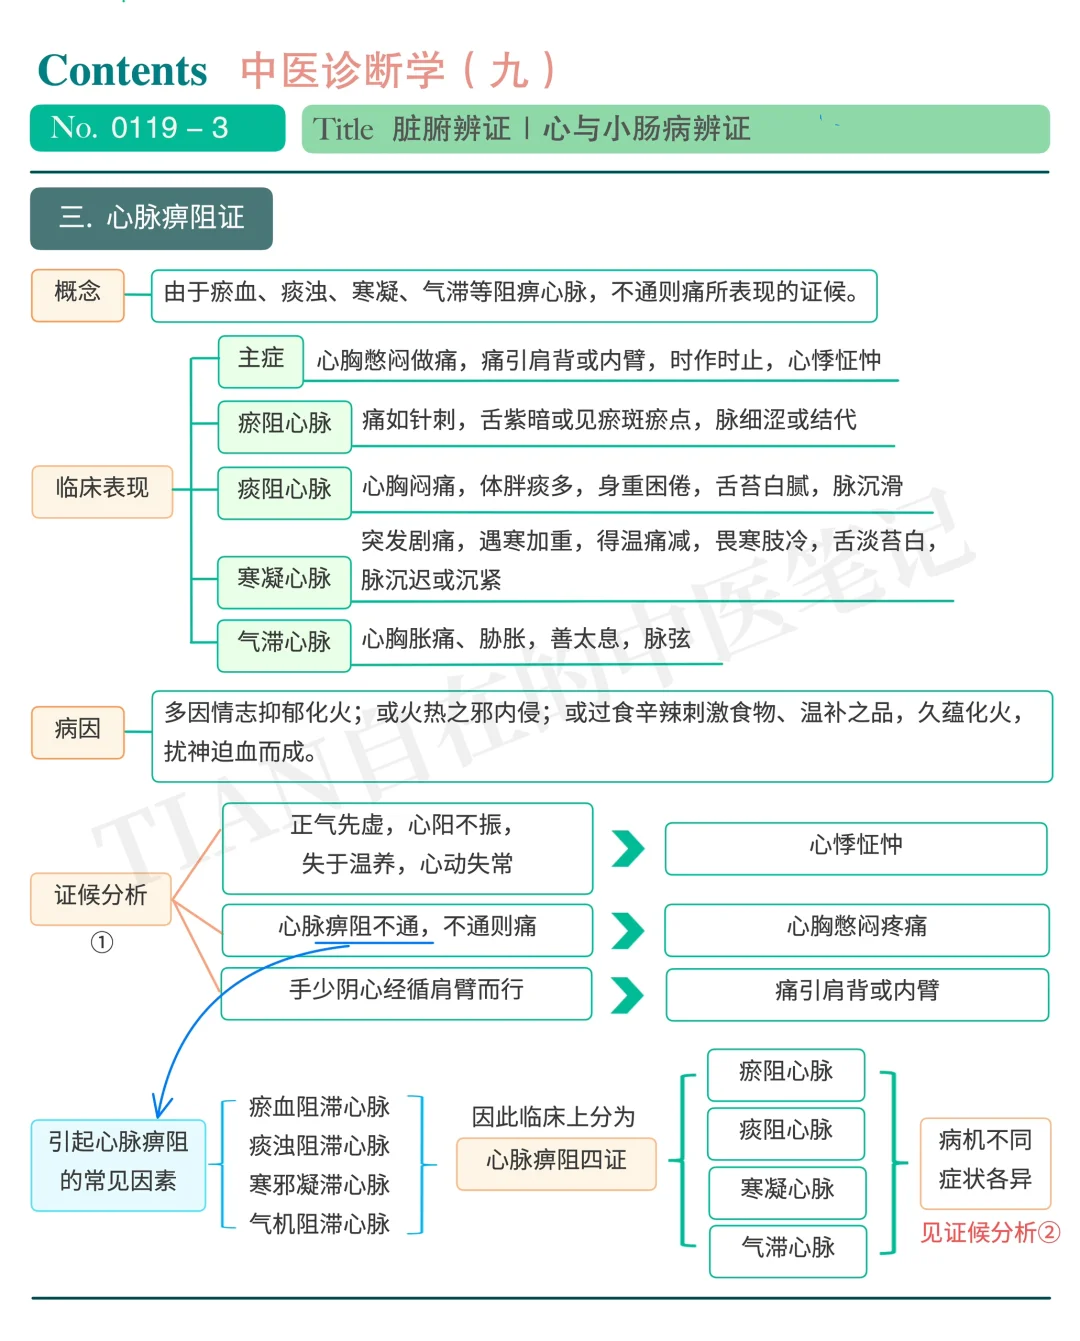 Contents 中医诊断学（九）
No. 0119 – 3
Title 脏腑辨证 | 心与小肠病辨证
三. 心脉痹阻证
概念
由于瘀血、痰浊、寒凝、气滞等阻痹心脉，不通则痛所表现的证候。
临床表现
主症
心胸憋闷做痛，痛引肩背或内臂，时作时止，心悸怔忡
瘀阻心脉
痛如针刺，舌紫暗或见瘀斑瘀点，脉细涩或结代
痰阻心脉
心胸闷痛，体胖痰多，身重困倦，舌苔白腻，脉沉滑
寒凝心脉
突发剧痛，遇寒加重，得温痛减，畏寒肢冷，舌淡苔白，
脉沉迟或沉紧
气滞心脉
心胸胀痛、胁胀，善太息，脉弦
病因
多因情志抑郁化火；或火热之邪内侵；或过食辛辣刺激食物、温补之品，久蕴化火，
扰神迫血而成。
证候分析
①
正气先虚，心阳不振，
失于温养，心动失常
心悸怔忡
心脉痹阻不通，不通则痛
心胸憋闷疼痛
手少阴心经循肩臂而行
痛引肩背或内臂
引起心脉痹阻
的常见因素
瘀血阻滞心脉
痰浊阻滞心脉
寒邪凝滞心脉
气机阻滞心脉
因此临床上分为
心脉痹阻四证
瘀阻心脉
痰阻心脉
寒凝心脉
气滞心脉
病机不同
症状各异
见证候分析②
TIAN自在的中医笔记